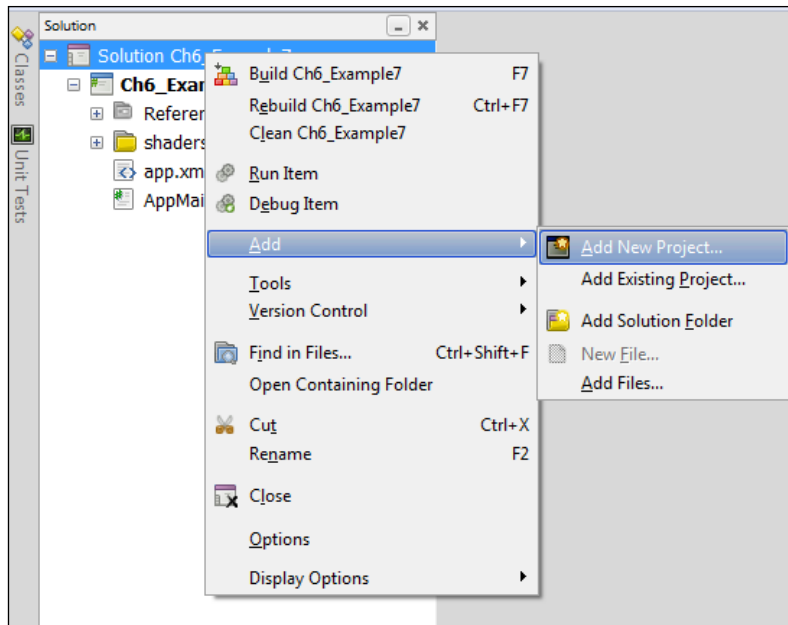 Solution
Classes
Unit Tests
Solution Ch6_Example7
Ch6_Exar
Referer
shaders
app.xm
AppMai
Build Ch6_Example7 F7
Rebuild Ch6_Example7 Ctrl+F7
Clean Ch6_Example7
Run Item
Debug Item
Add
Tools
Version Control
Find in Files... Ctrl+Shift+F
Open Containing Folder
Cut Ctrl+X
Rename F2
Close
Options
Display Options
Add New Project...
Add Existing Project...
Add Solution Folder
New File...
Add Files...